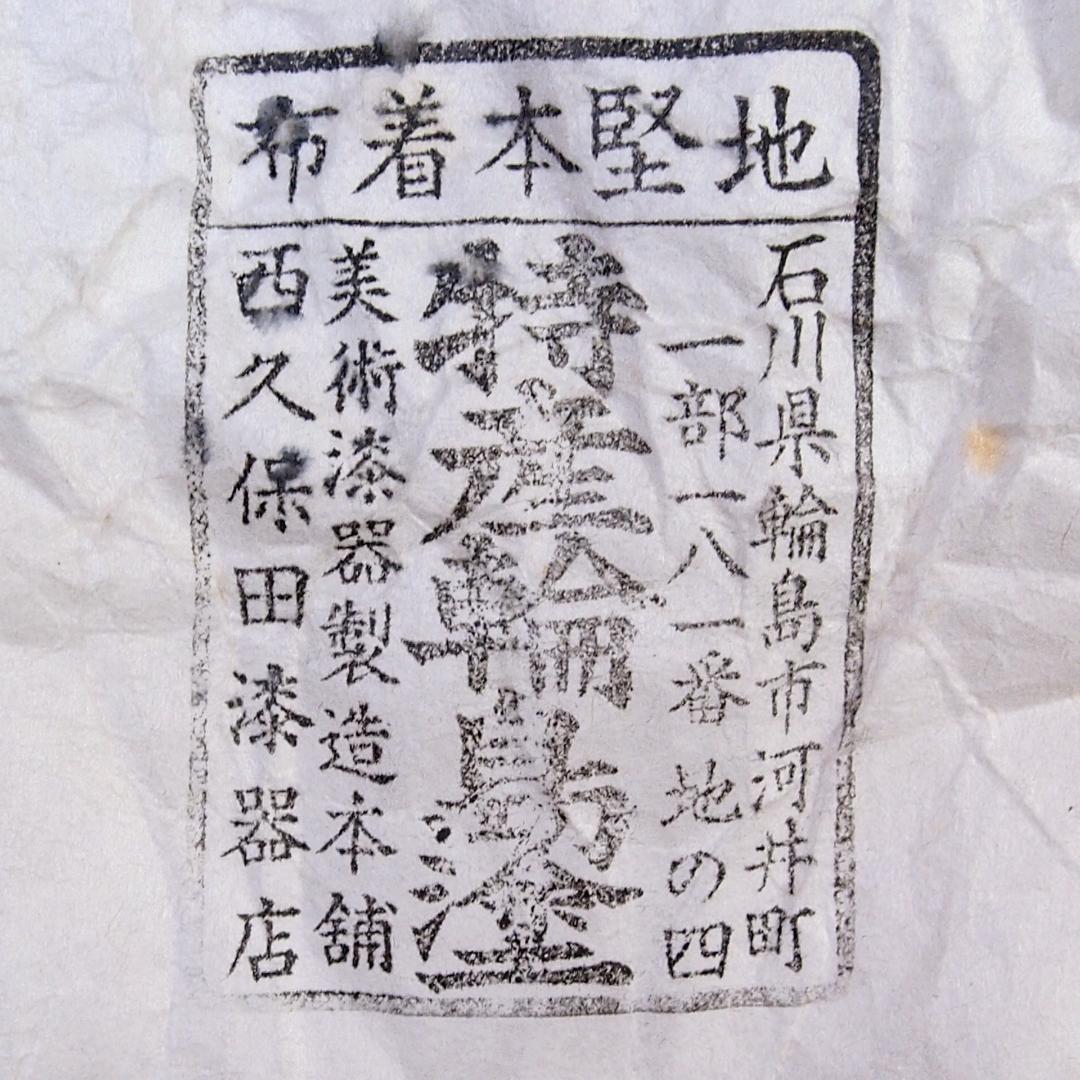 地堅本着布
石川県輪島市河井町
一部一八一番地の四
特産輪島塗
美術漆器製造本舗
西久保田漆器店